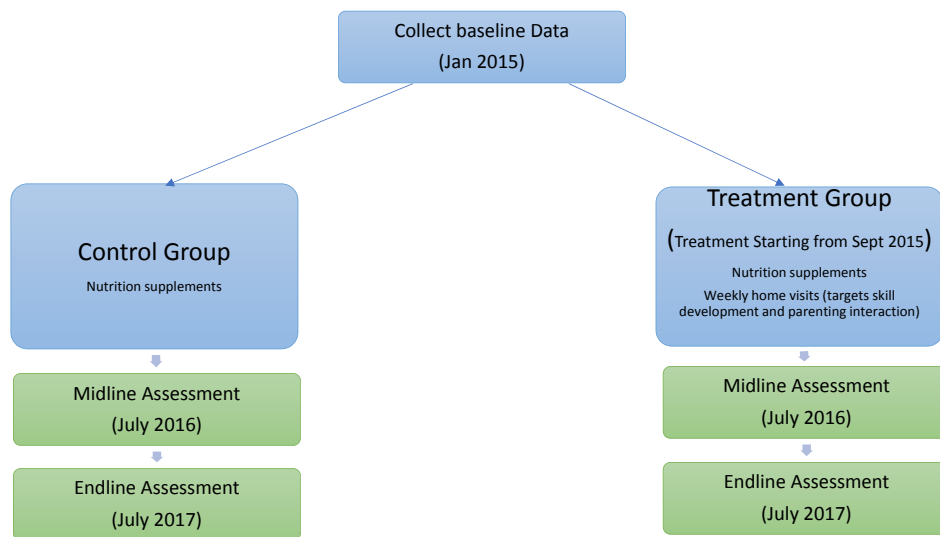 Collect baseline Data
(Jan 2015)
Control Group
Nutrition supplements
Midline Assessment
(July 2016)
Endline Assessment
(July 2017)
Treatment Group
(Treatment Starting from Sept 2015)
Nutrition supplements
Weekly home visits (targets skill
development and parenting interaction)
Midline Assessment
(July 2016)
Endline Assessment
(July 2017)